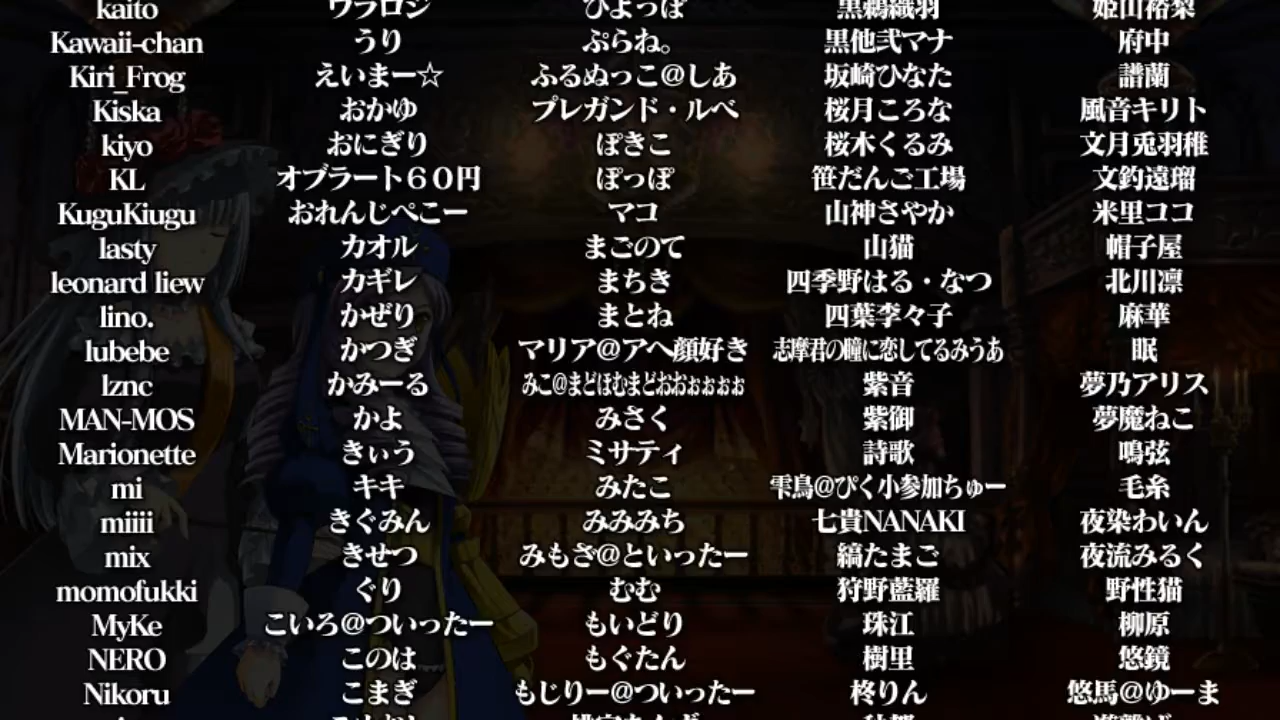 kaito ワラロジ ひよっぽ 黒鵜織羽 姫山裕梨
Kawaii-chan うり ぷらね。 黒他弐マナ 府中
Kiri_Frog えいまー☆ ふるぬっこ@しあ 坂崎ひなた 譜蘭
Kiska おかゆ プレガンド・ルベ 桜月ころな 風音キリト
kiyo おにぎり ぽきこ 桜木くるみ 文月兎羽稚
KL オブラート６０円 ぽっぽ 笹だんご工場 文釣遠瑠
KuguKiugu おれんじぺこー マコ 山神さやか 米里ココ
lasty カオル まごのて 山猫 帽子屋
leonard liew カギレ まちき 四季野はる・なつ 北川凛
lino. かぜり まとね 四葉李々子 麻華
lubebe かつぎ マリア@アヘ顔好き 志摩君の瞳に恋してるみうあ 眠
lznc かみーる みこ@まどほむまどおおぉぉぉぉ 紫音 夢乃アリス
MAN-MOS かよ みさく 紫御 夢魔ねこ
Marionette きぃう ミサティ 詩歌 鳴弦
mi キキ みたこ 雫鳥@ぴく小参加ちゅー 毛糸
miiii きぐみん みみみち 七貴NANAKI 夜染わいん
mix きせつ みもざ@といったー 縞たまご 夜流みるく
momofukki ぐり むむ 狩野藍羅 野性猫
MyKe こいろ@ついったー もいどり 珠江 柳原
NERO このは もぐたん 樹里 悠鏡
Nikoru こまぎ もじりー@ついったー 柊りん 悠馬@ゆーま